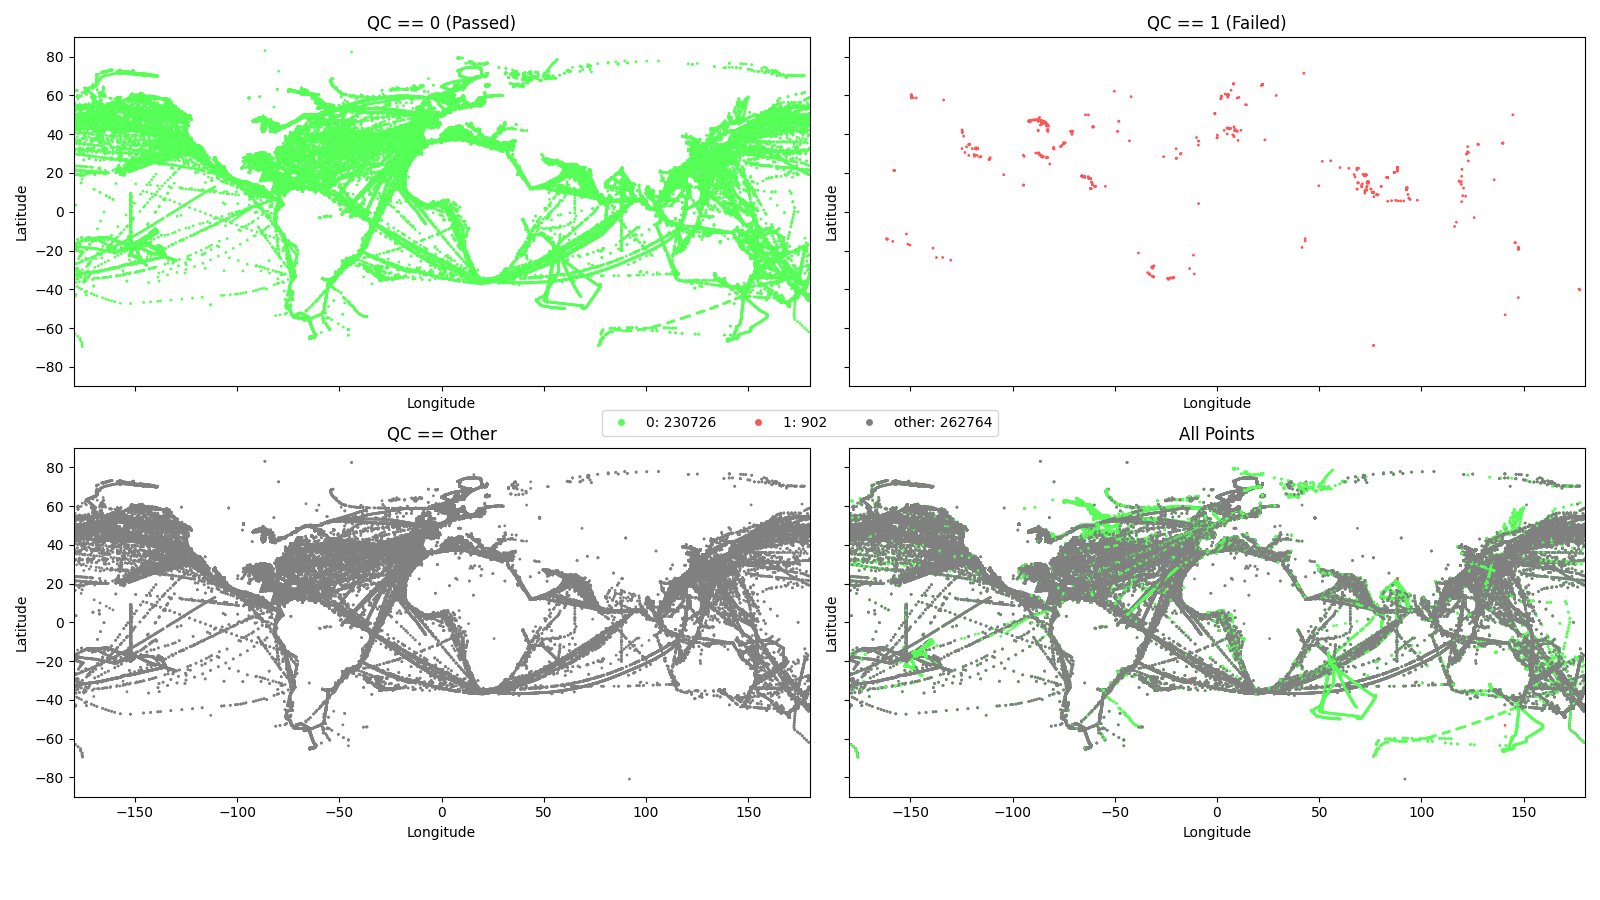 QC == 0 (Passed)
QC == 1 (Failed)
80
60
40
20
0
−20
−40
−60
−80
Latitude
Latitude
Longitude
Longitude
0: 230726 1: 902 other: 262764
QC == Other
All Points
80
60
40
20
0
−20
−40
−60
−80
Latitude
Latitude
−150 −100 −50 0 50 100 150
−150 −100 −50 0 50 100 150
Longitude
Longitude